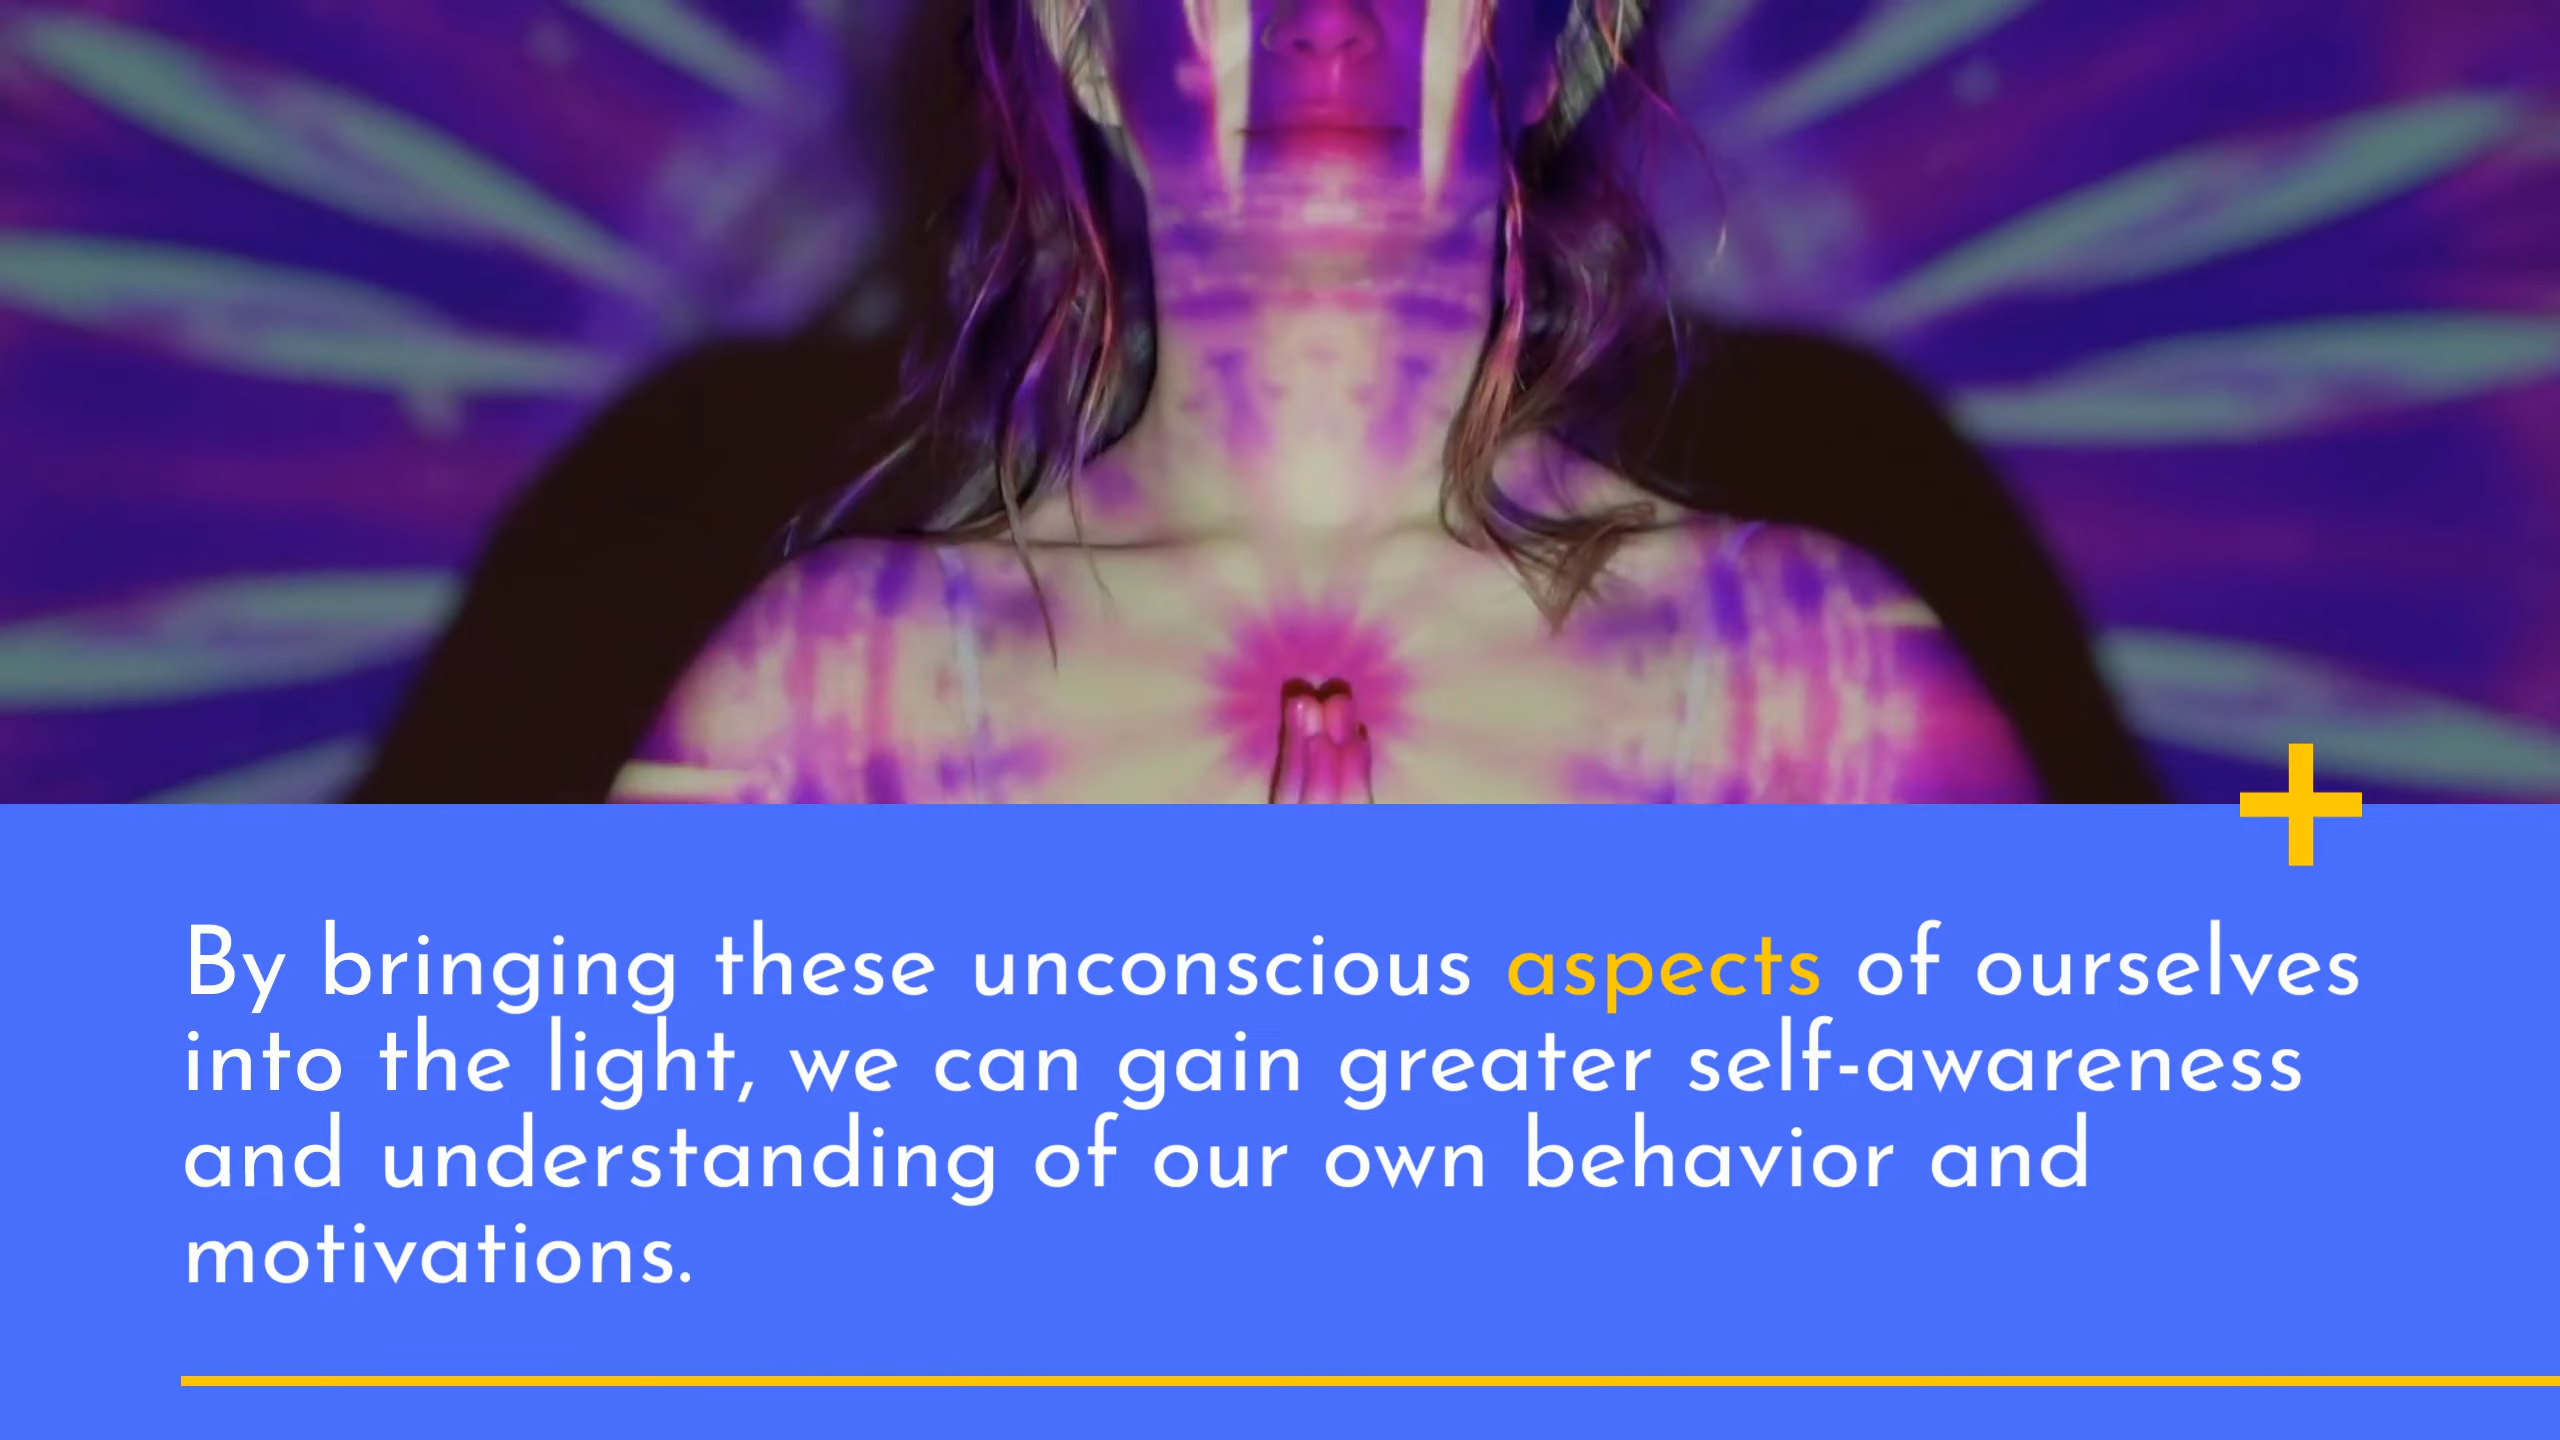 By bringing these unconscious aspects of ourselves
into the light, we can gain greater self-awareness
and understanding of our own behavior and
motivations.